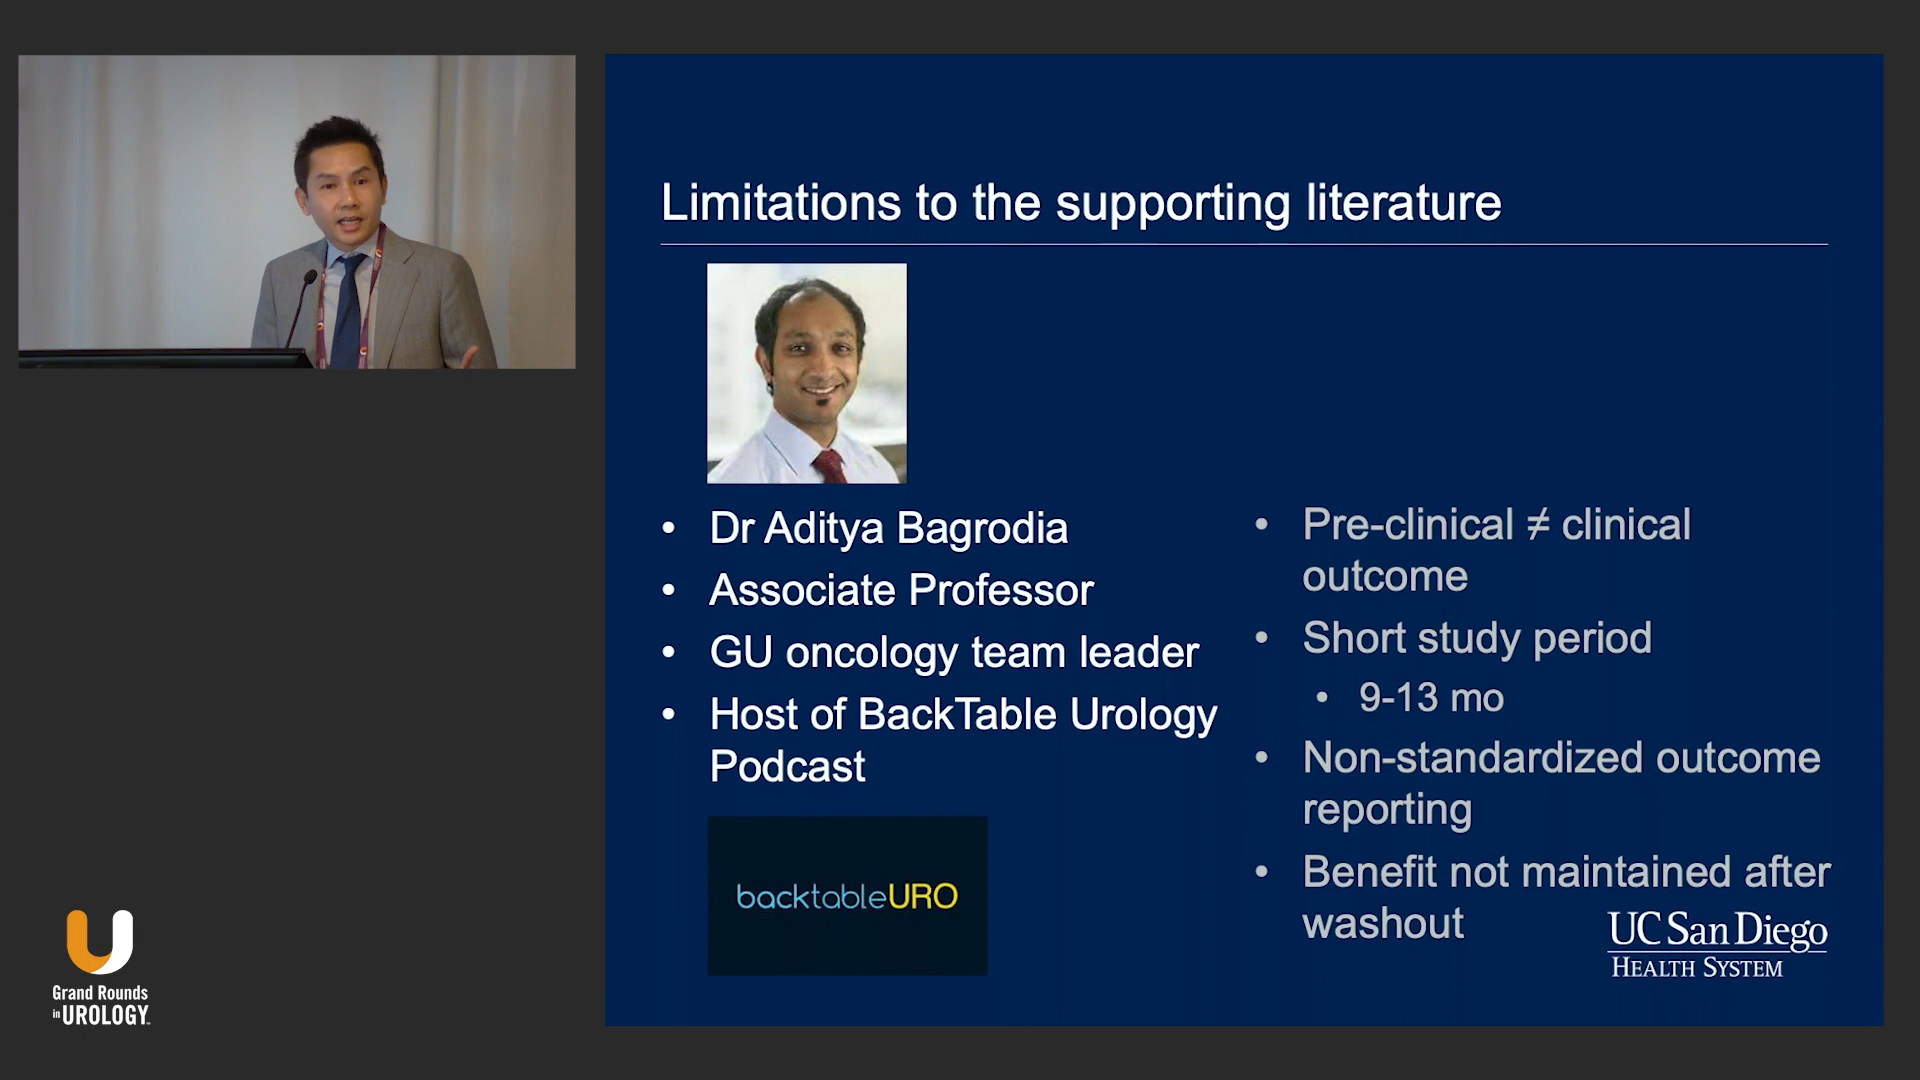 Limitations to the supporting literature
• Dr Aditya Bagrodia
• Associate Professor
• GU oncology team leader
• Host of BackTable Urology
Podcast
backtableURO
• Pre-clinical ≠ clinical
outcome
• Short study period
• 9-13 mo
• Non-standardized outcome
reporting
• Benefit not maintained after
washout
UC San Diego
HEALTH SYSTEM
Grand Rounds
in UROLOGY